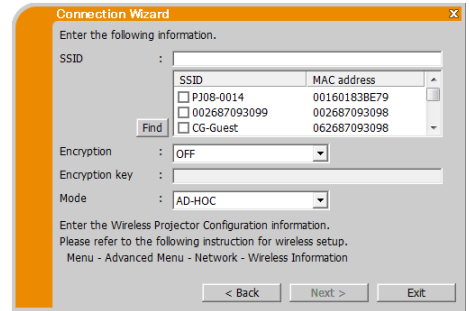 Connection Wizard x
Enter the following information.
SSID :
SSID MAC address
PJ08-0014 00160183BE79
002687093099 002687093098
Find CG-Guest 062687093098
Encryption : OFF
Encryption key :
Mode : AD-HOC
Enter the Wireless Projector Configuration information.
Please refer to the following instruction for wireless setup.
Menu - Advanced Menu - Network - Wireless Information
< Back Next > Exit